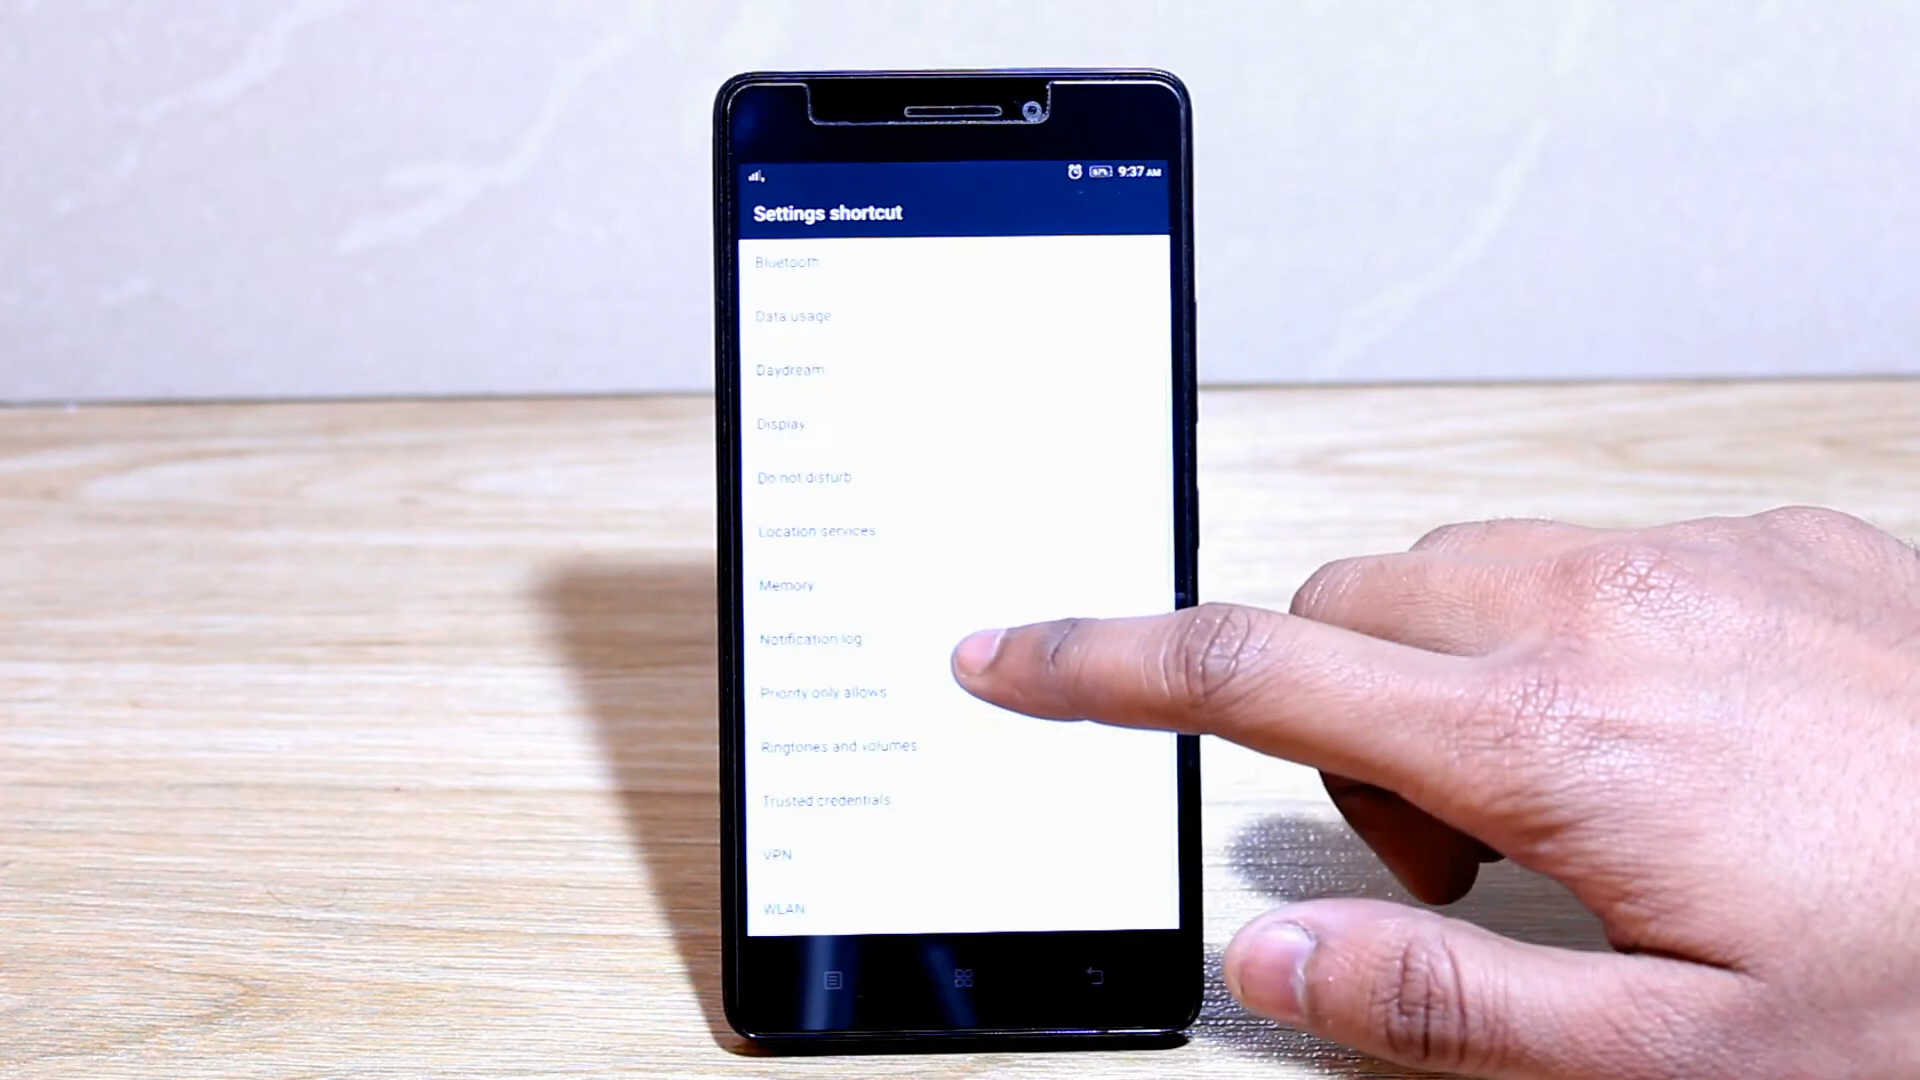 9:37 AM
Settings shortcut
Bluetooth
Data usage
Daydream
Display
Do not disturb
Location services
Memory
Notification log
Priority only allows
Ringtones and volumes
Trusted credentials
VPN
WLAN